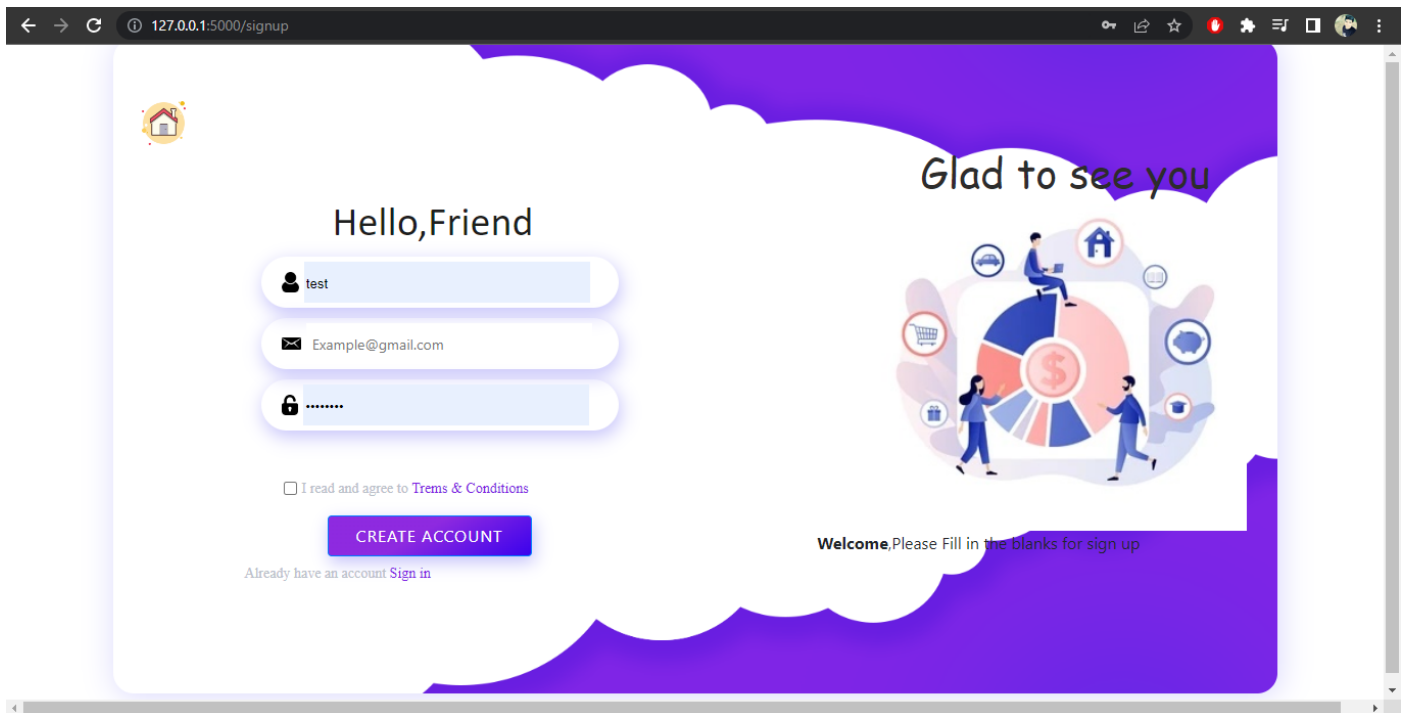 127.0.0.1:5000/signup
Glad to see you
Hello,Friend
test
Example@gmail.com
••••••••
I read and agree to Trems & Conditions
CREATE ACCOUNT
Already have an account Sign in
Welcome,Please Fill in the blanks for sign up